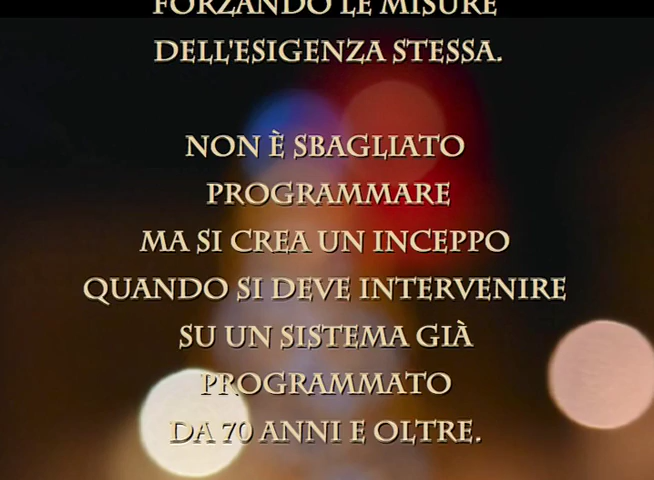 FORZANDO LE MISURE
DELL'ESIGENZA STESSA.
NON È SBAGLIATO
PROGRAMMARE
MA SI CREA UN INCEPPO
QUANDO SI DEVE INTERVENIRE
SU UN SISTEMA GIÀ
PROGRAMMATO
DA 70 ANNI E OLTRE.